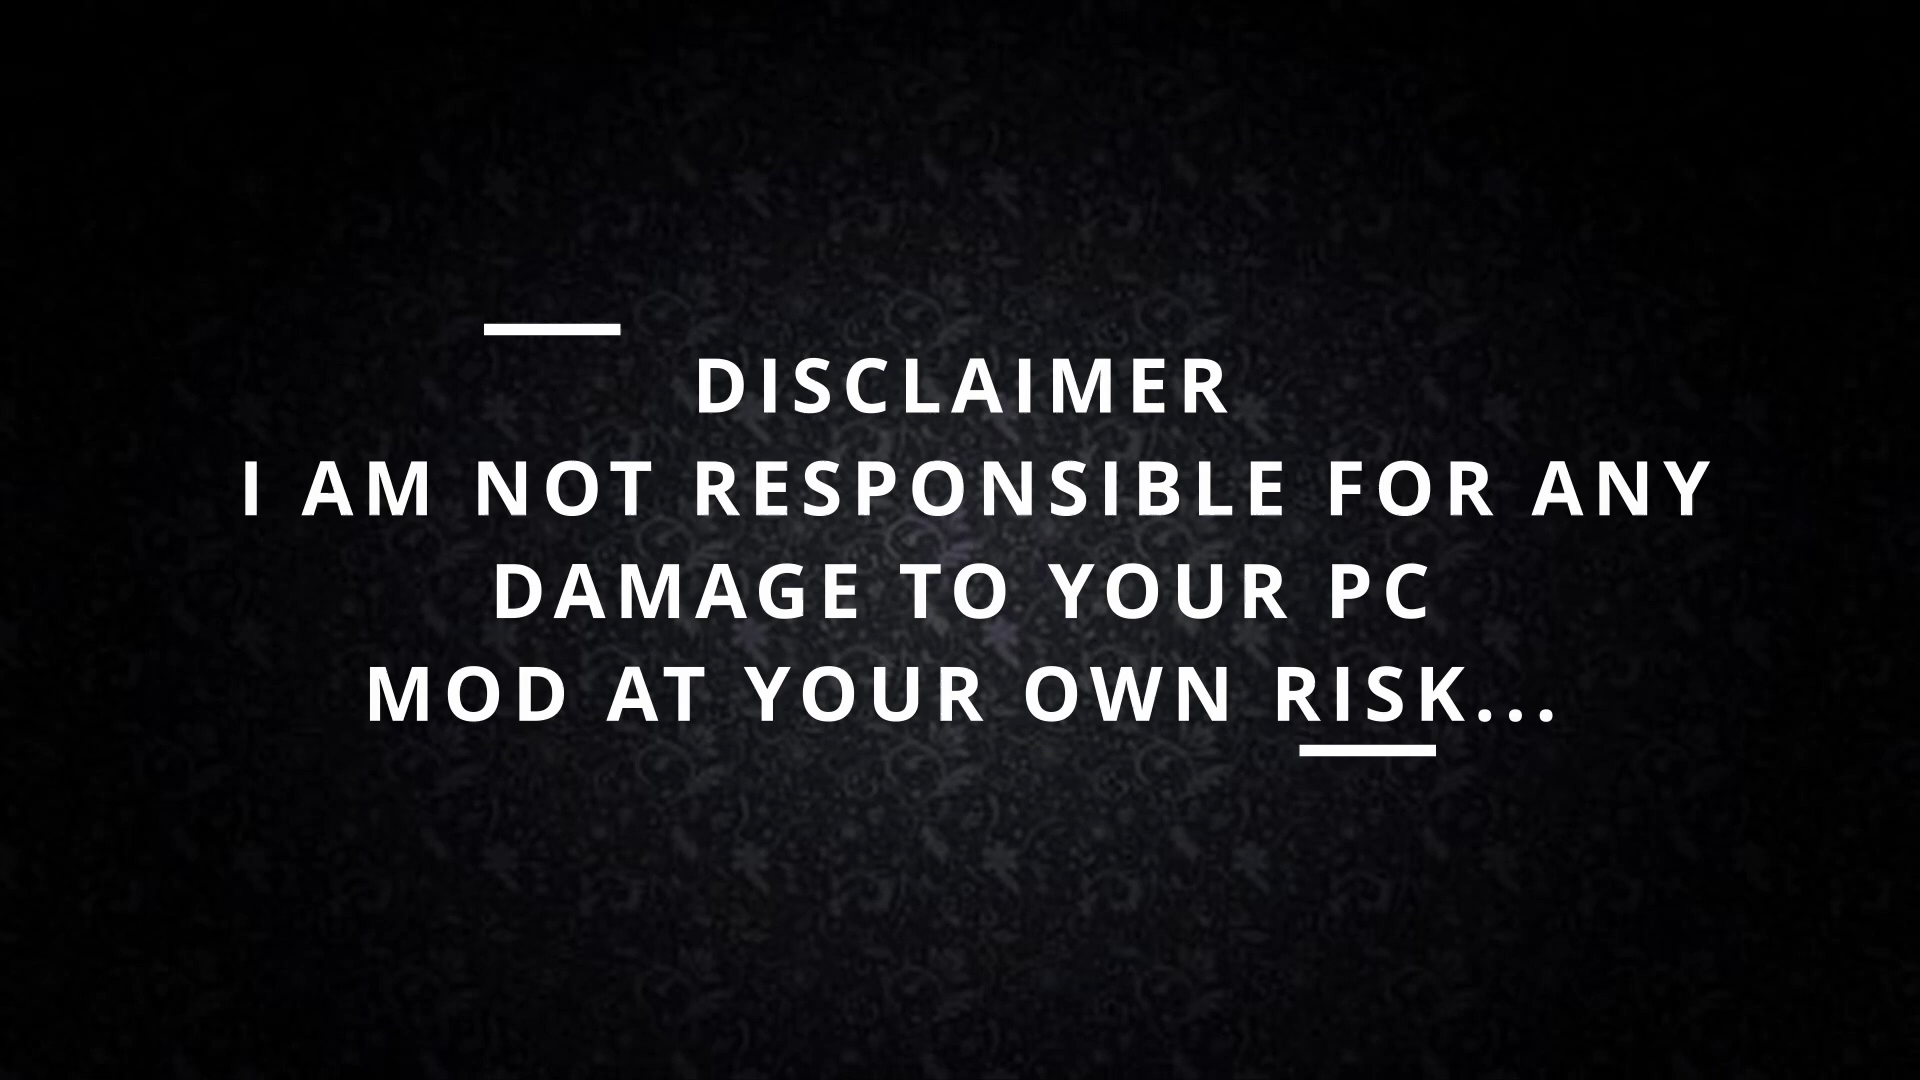 DISCLAIMER
I AM NOT RESPONSIBLE FOR ANY
DAMAGE TO YOUR PC
MOD AT YOUR OWN RISK...